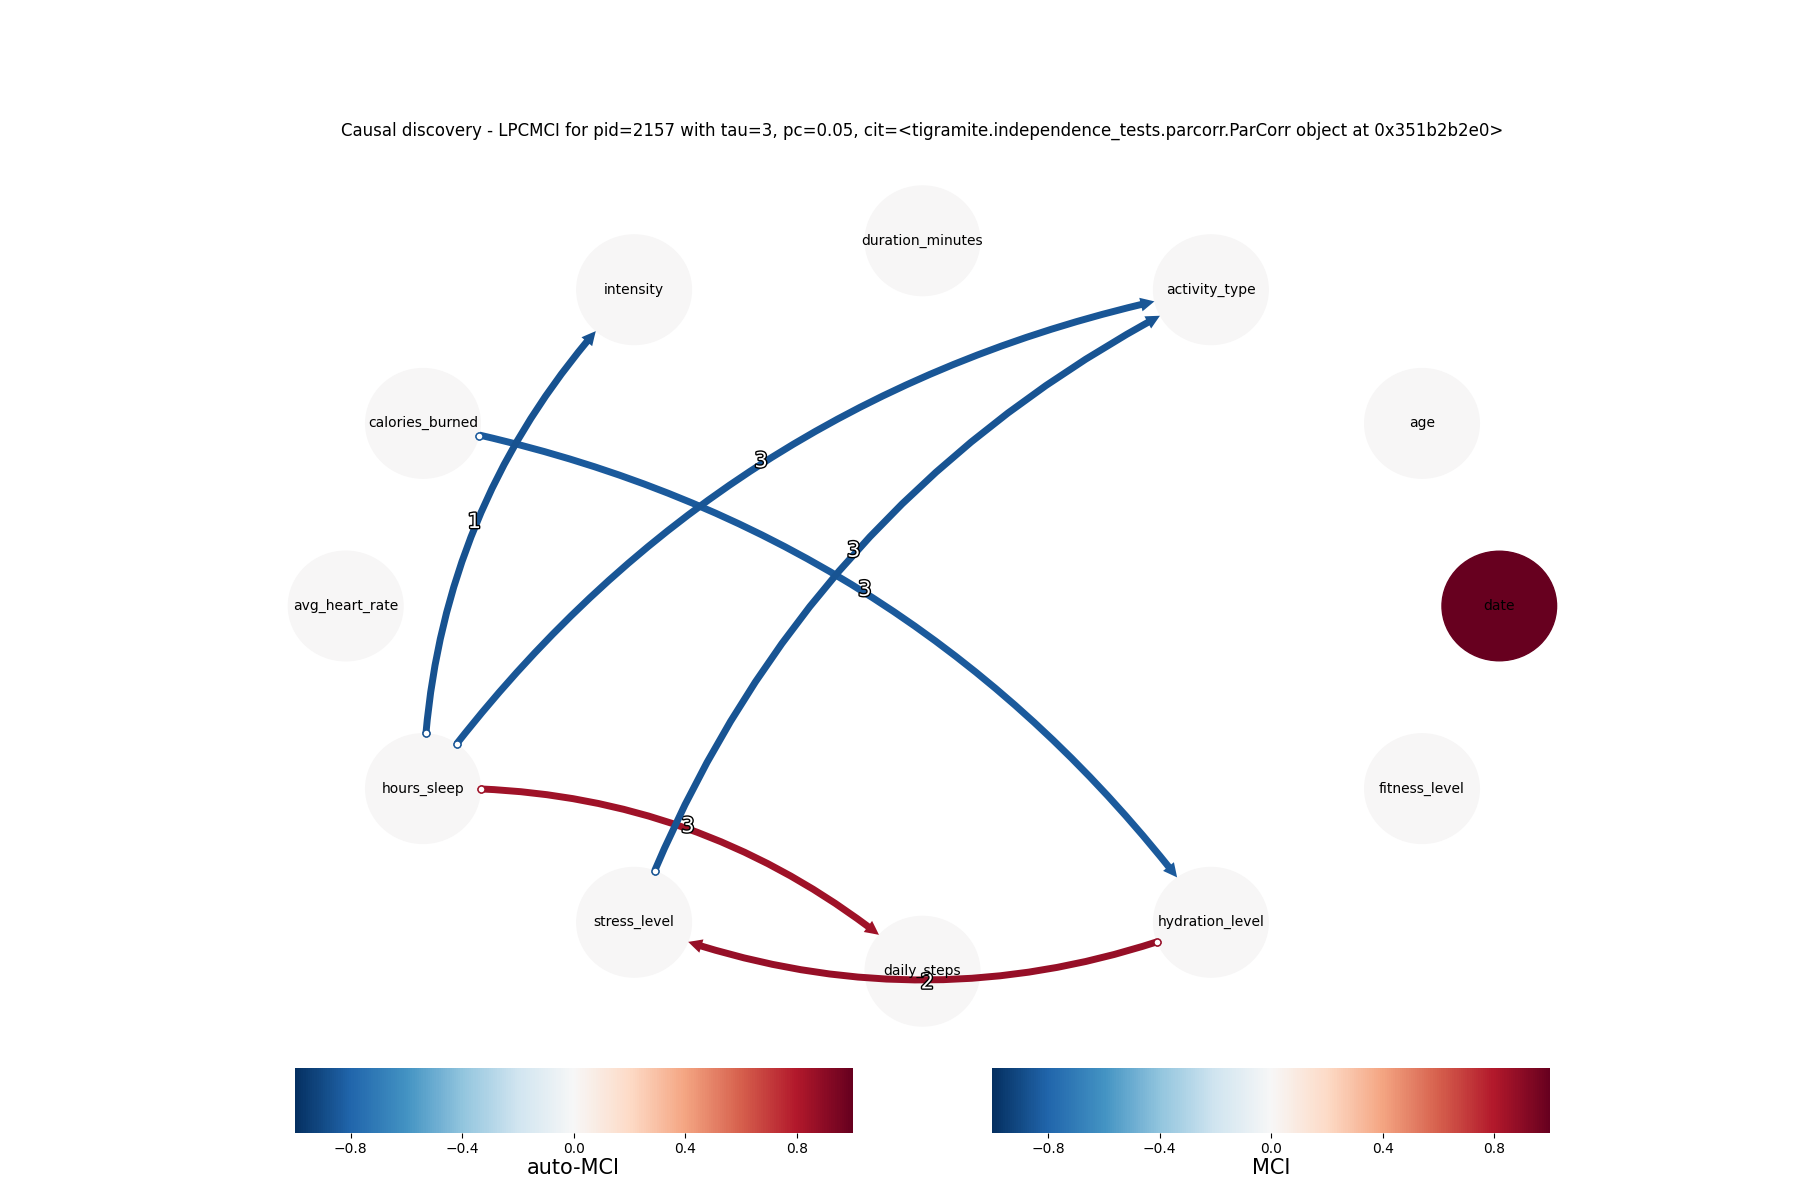 Causal discovery - LPCMCI for pid=2157 with tau=3, pc=0.05, cit=<tigramite.independence_tests.parcorr.ParCorr object at 0x351b2b2e0>
duration_minutes
intensity
activity_type
calories_burned
age
3
1
3
3
avg_heart_rate
date
hours_sleep
fitness_level
3
stress_level
hydration_level
daily_steps
2
−0.8 −0.4 0.0 0.4 0.8
auto-MCI
−0.8 −0.4 0.0 0.4 0.8
MCI